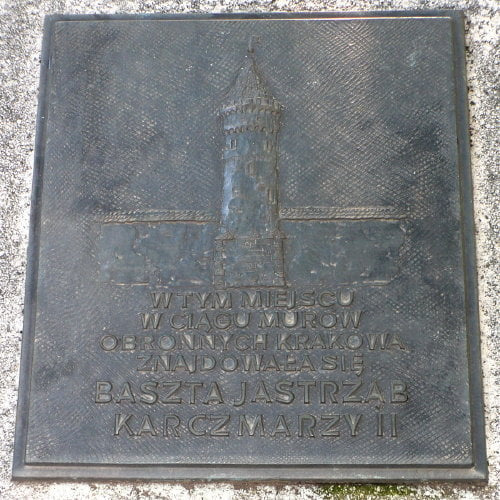 W TYM MIEJSCU
W CIĄGU MURÓW
OBRONNYCH KRAKOWA
ZNAJDOWAŁA SIĘ
BASZTA JASTRZĄB
KARCZMARZY II